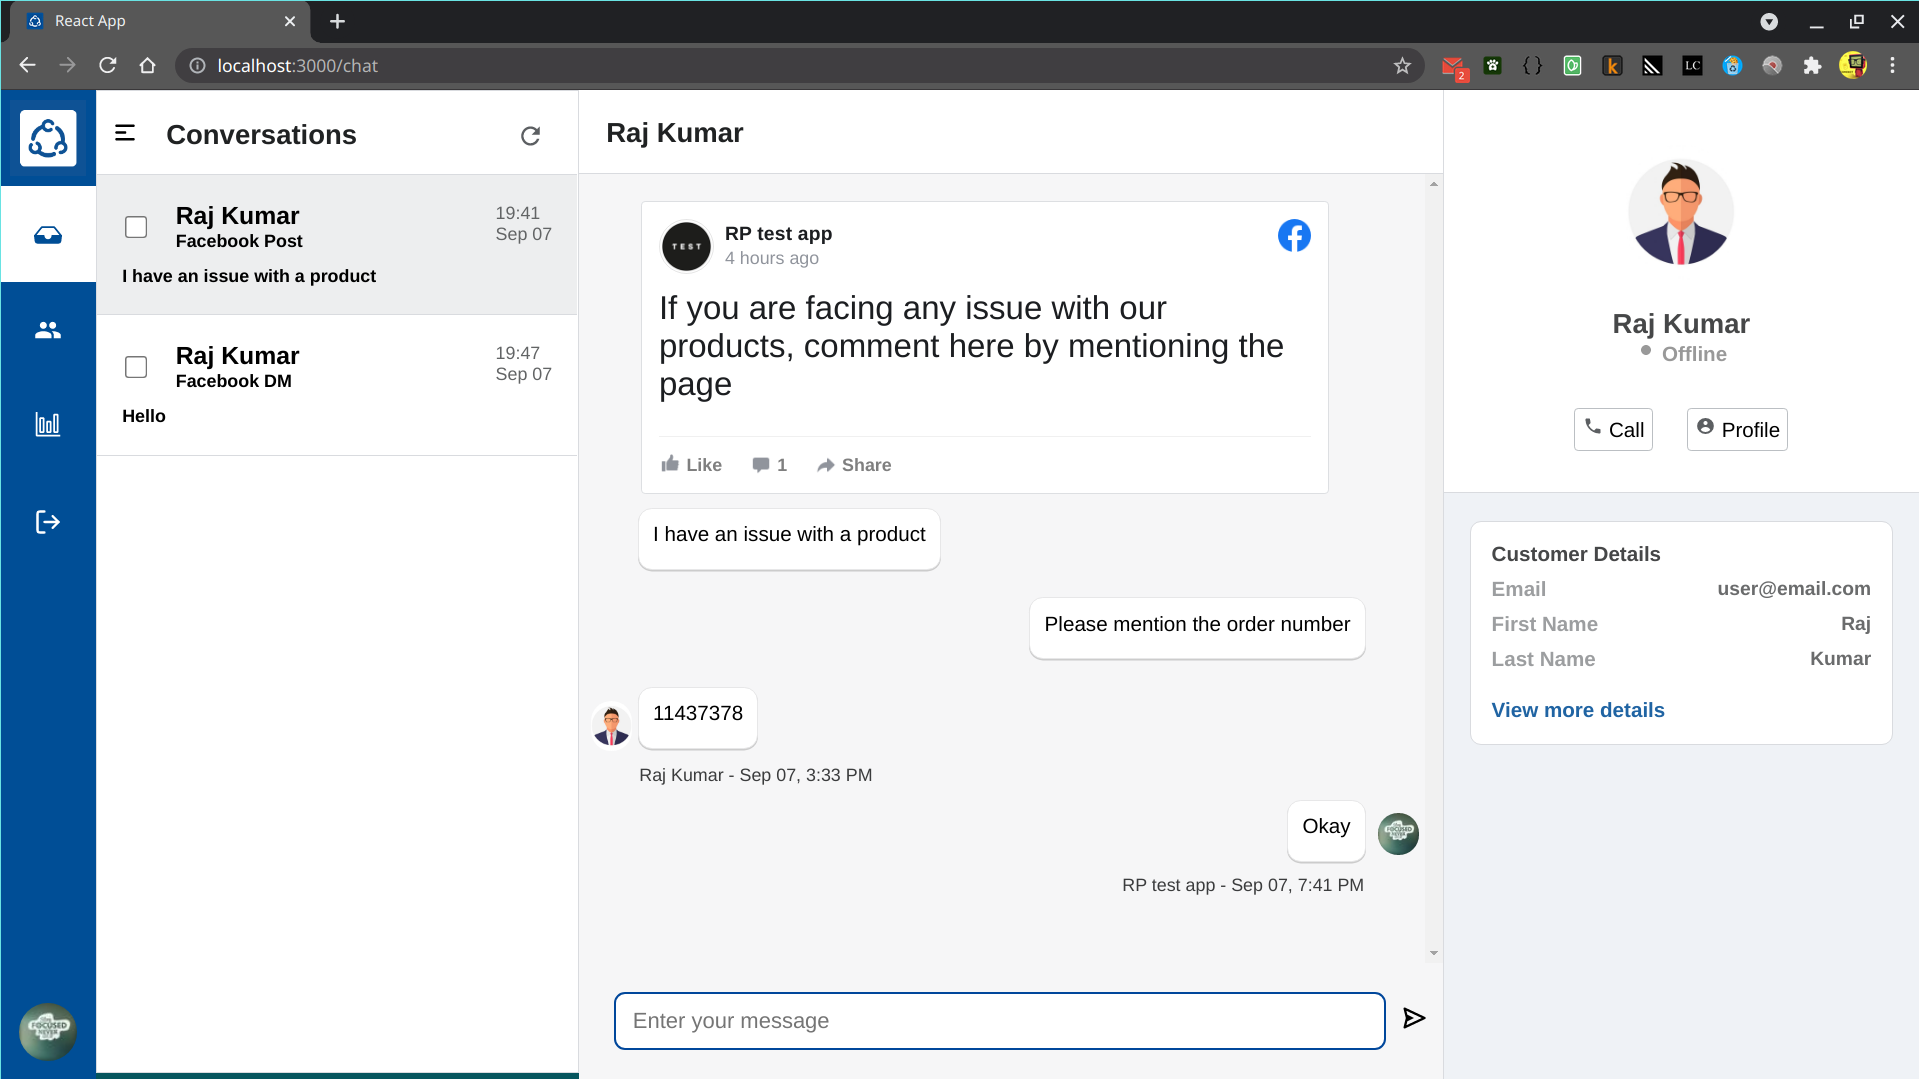 React App
localhost:3000/chat
2
LC
Conversations
Raj Kumar
Facebook Post
19:41
Sep 07
I have an issue with a product
Raj Kumar
Facebook DM
19:47
Sep 07
Hello
Raj Kumar
TEST
RP test app
4 hours ago
If you are facing any issue with our
products, comment here by mentioning the
page
Like
1
Share
I have an issue with a product
Please mention the order number
11437378
Raj Kumar - Sep 07, 3:33 PM
Okay
RP test app - Sep 07, 7:41 PM
Enter your message
Raj Kumar
Offline
Call
Profile
Customer Details
Email user@email.com
First Name Raj
Last Name Kumar
View more details
FOCUSED